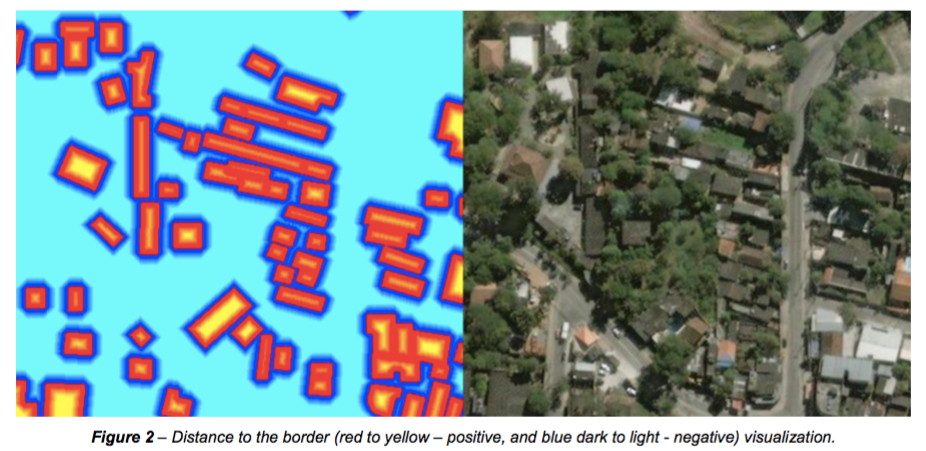 Figure 2 – Distance to the border (red to yellow – positive, and blue dark to light - negative) visualization.